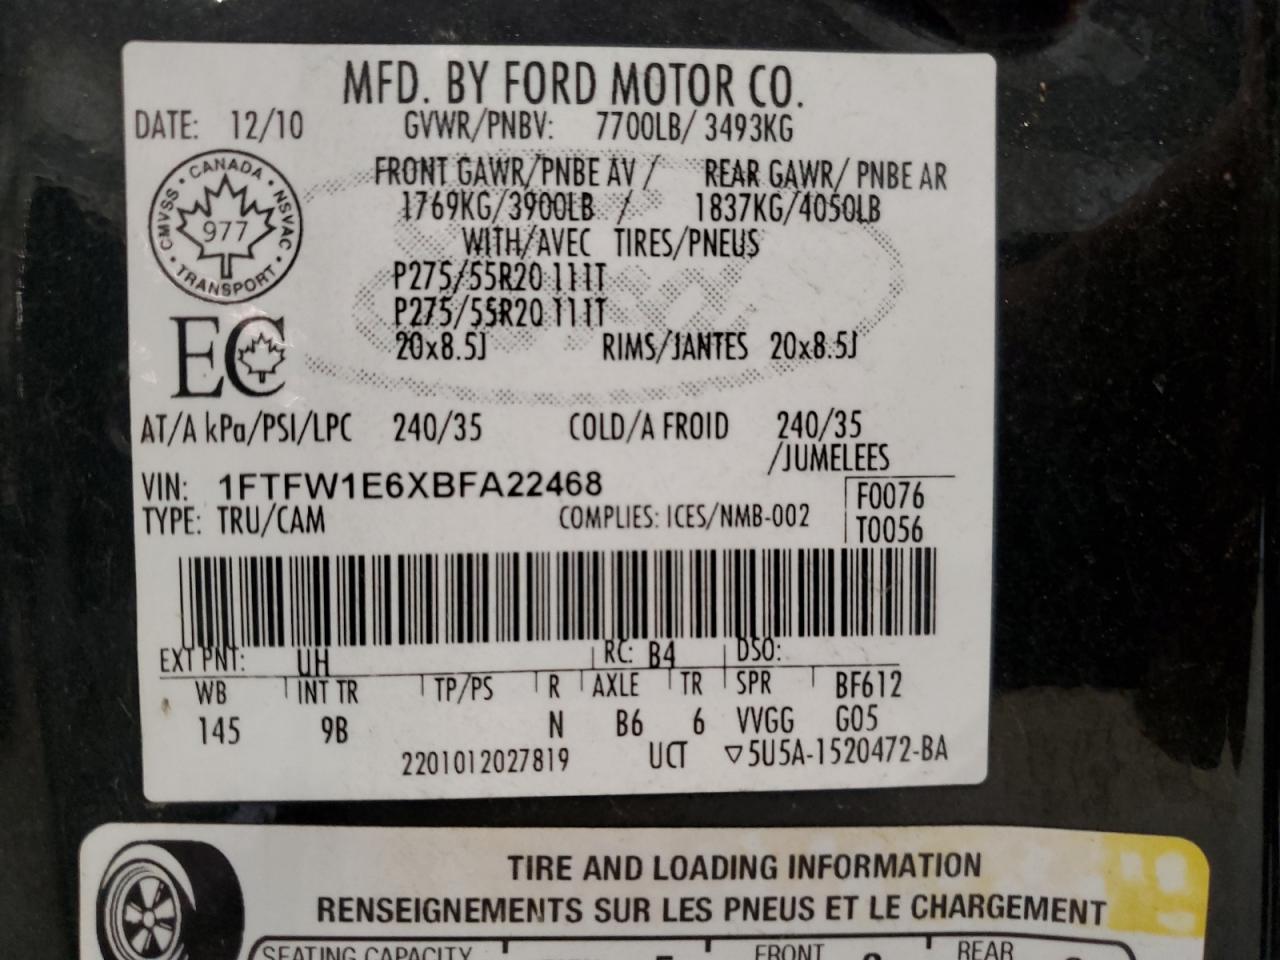 MFD. BY FORD MOTOR CO.
DATE: 12/10 GVWR/PNBV: 7700LB/ 3493KG
FRONT GAWR/PNBE AV / REAR GAWR/ PNBE AR
1769KG/3900LB / 1837KG/4050LB
WITH/AVEC TIRES/PNEUS
P275/55R20 111T
P275/55R20 111T
20x8.5J RIMS/JANTES 20x8.5J
CANADA
CMVSS 977 NSVAC
TRANSPORT
EC
AT/A kPa/PSI/LPC 240/35 COLD/A FROID 240/35
/JUMELEES
VIN: 1FTFW1E6XBFA22468
F0076
TYPE: TRU/CAM COMPLIES: ICES/NMB-002
T0056
EXT PNT: UH RC: B4 DSO:
WB INT TR TP/PS R AXLE TR SPR BF612
145 9B N B6 6 VVGG G05
2201012027819 UCT ▽5U5A-1520472-BA
TIRE AND LOADING INFORMATION
RENSEIGNEMENTS SUR LES PNEUS ET LE CHARGEMENT
SEATING CAPACITY FRONT REAR